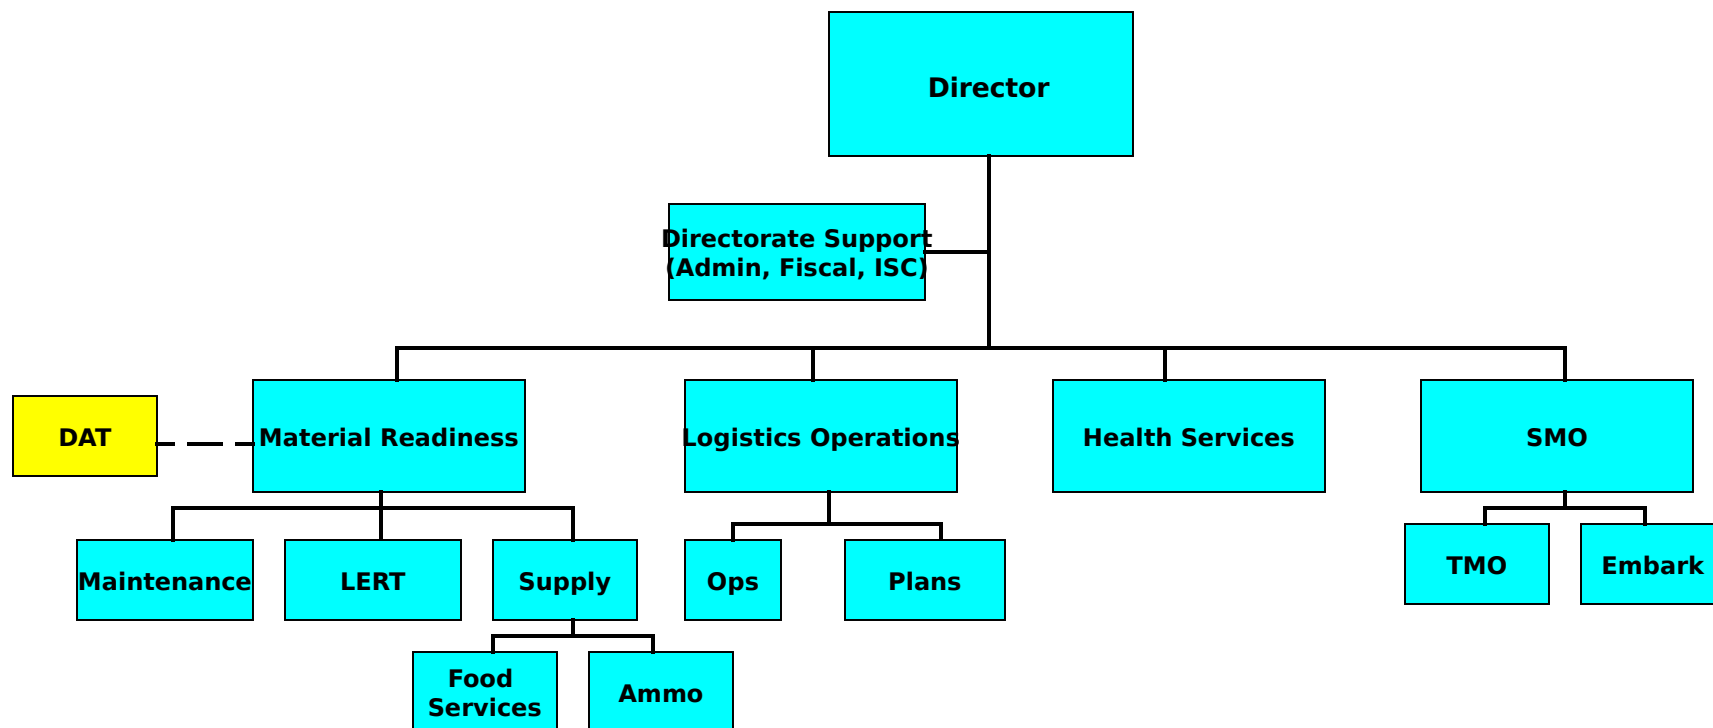 Director
Directorate Support
(Admin, Fiscal, ISC)
DAT
Material Readiness
Logistics Operations
Health Services
SMO
Maintenance
LERT
Supply
Ops
Plans
TMO
Embark
Food
Services
Ammo